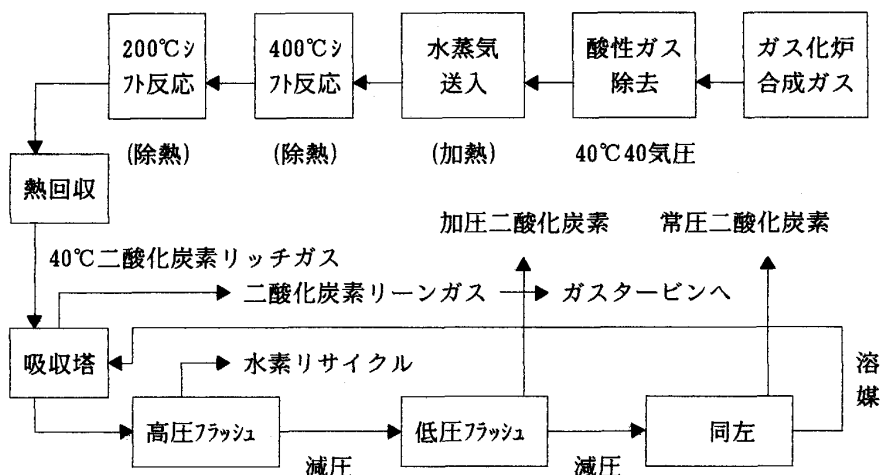 200℃シ
フト反応
400℃シ
フト反応
水蒸気
送入
酸性ガス
除去
ガス化炉
合成ガス
(除熱)
(除熱)
(加熱)
40℃40気圧
熱回収
加圧二酸化炭素
常圧二酸化炭素
40℃二酸化炭素リッチガス
二酸化炭素リーンガス
ガスタービンへ
吸収塔
水素リサイクル
溶
媒
高圧フラッシュ
低圧フラッシュ
同左
減圧
減圧